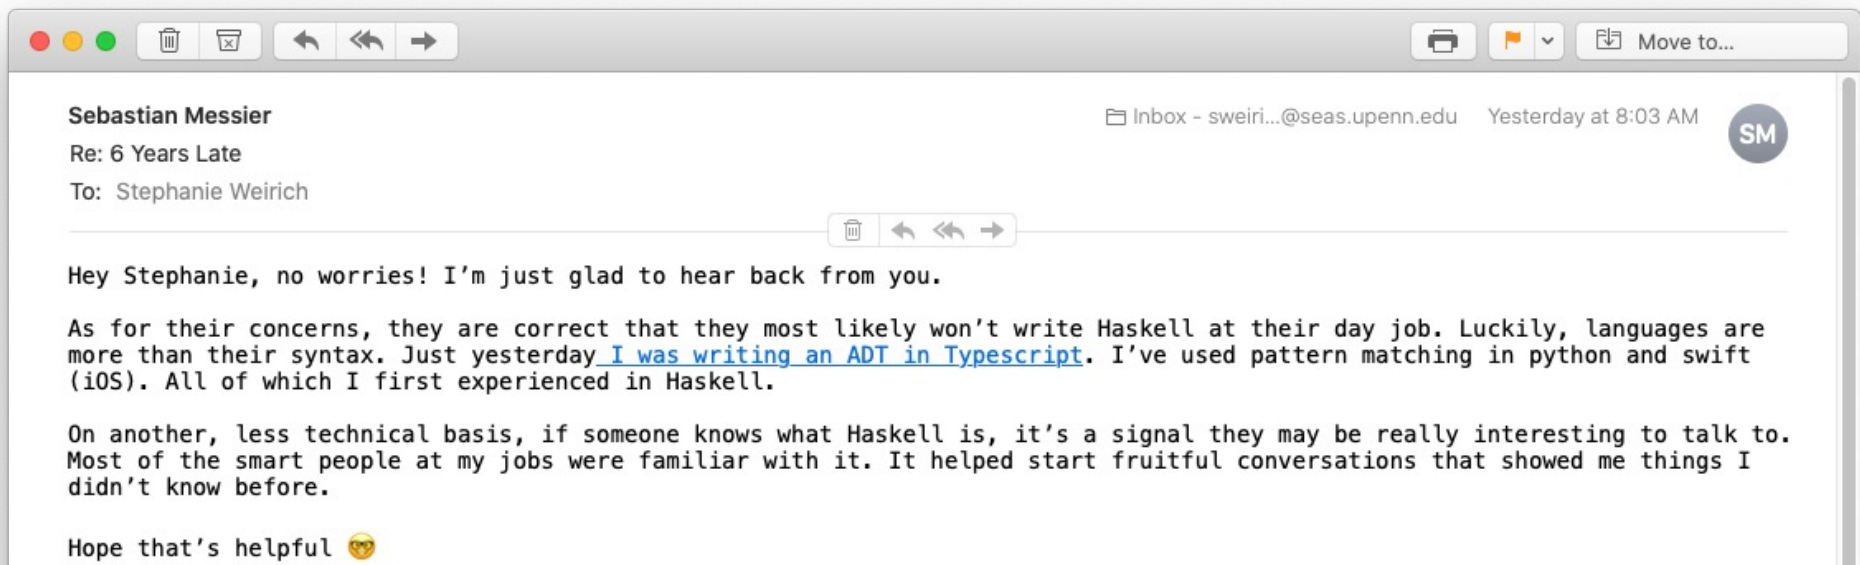 Move to...
Sebastian Messier
Inbox - sweiri...@seas.upenn.edu
Yesterday at 8:03 AM
SM
Re: 6 Years Late
To: Stephanie Weirich
Hey Stephanie, no worries! I’m just glad to hear back from you.
As for their concerns, they are correct that they most likely won’t write Haskell at their day job. Luckily, languages are
more than their syntax. Just yesterday I was writing an ADT in Typescript. I’ve used pattern matching in python and swift
(iOS). All of which I first experienced in Haskell.
On another, less technical basis, if someone knows what Haskell is, it’s a signal they may be really interesting to talk to.
Most of the smart people at my jobs were familiar with it. It helped start fruitful conversations that showed me things I
didn’t know before.
Hope that’s helpful 🤓